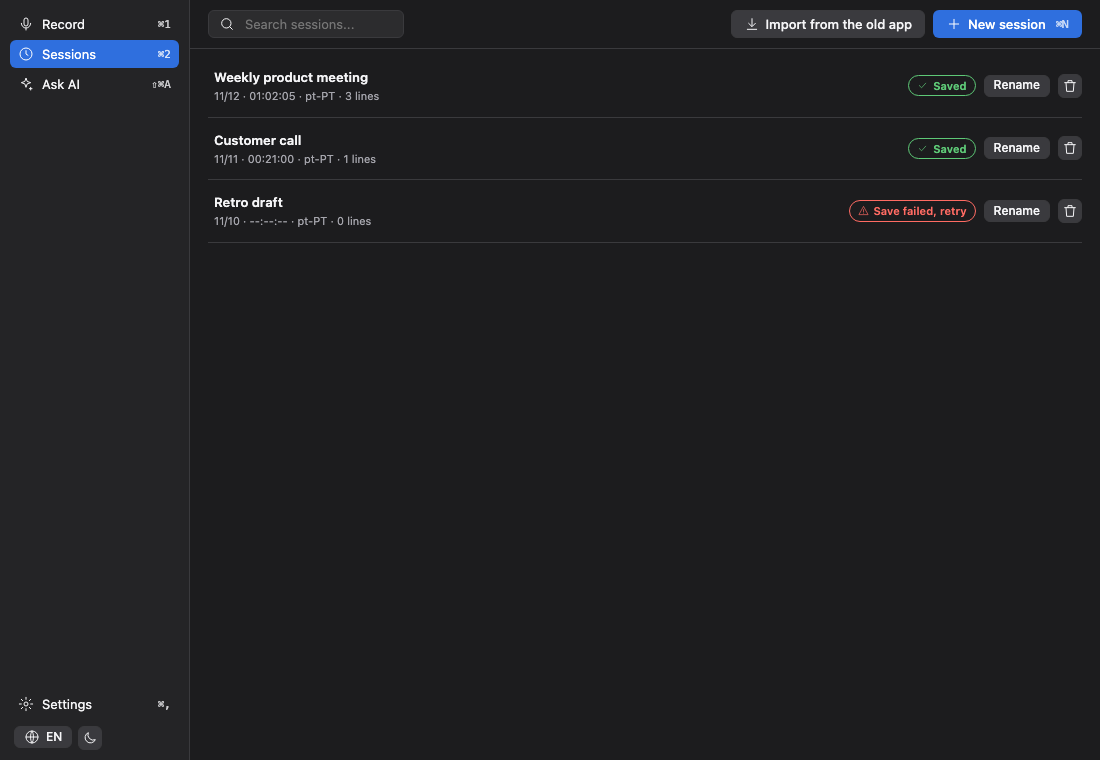 Record ⌘1
Sessions ⌘2
Ask AI ⇧⌘A
Search sessions...
Import from the old app
New session ⌘N
Weekly product meeting
11/12 · 01:02:05 · pt-PT · 3 lines
Saved
Rename
Customer call
11/11 · 00:21:00 · pt-PT · 1 lines
Saved
Rename
Retro draft
11/10 · --:--:-- · pt-PT · 0 lines
Save failed, retry
Rename
Settings ⌘,
EN